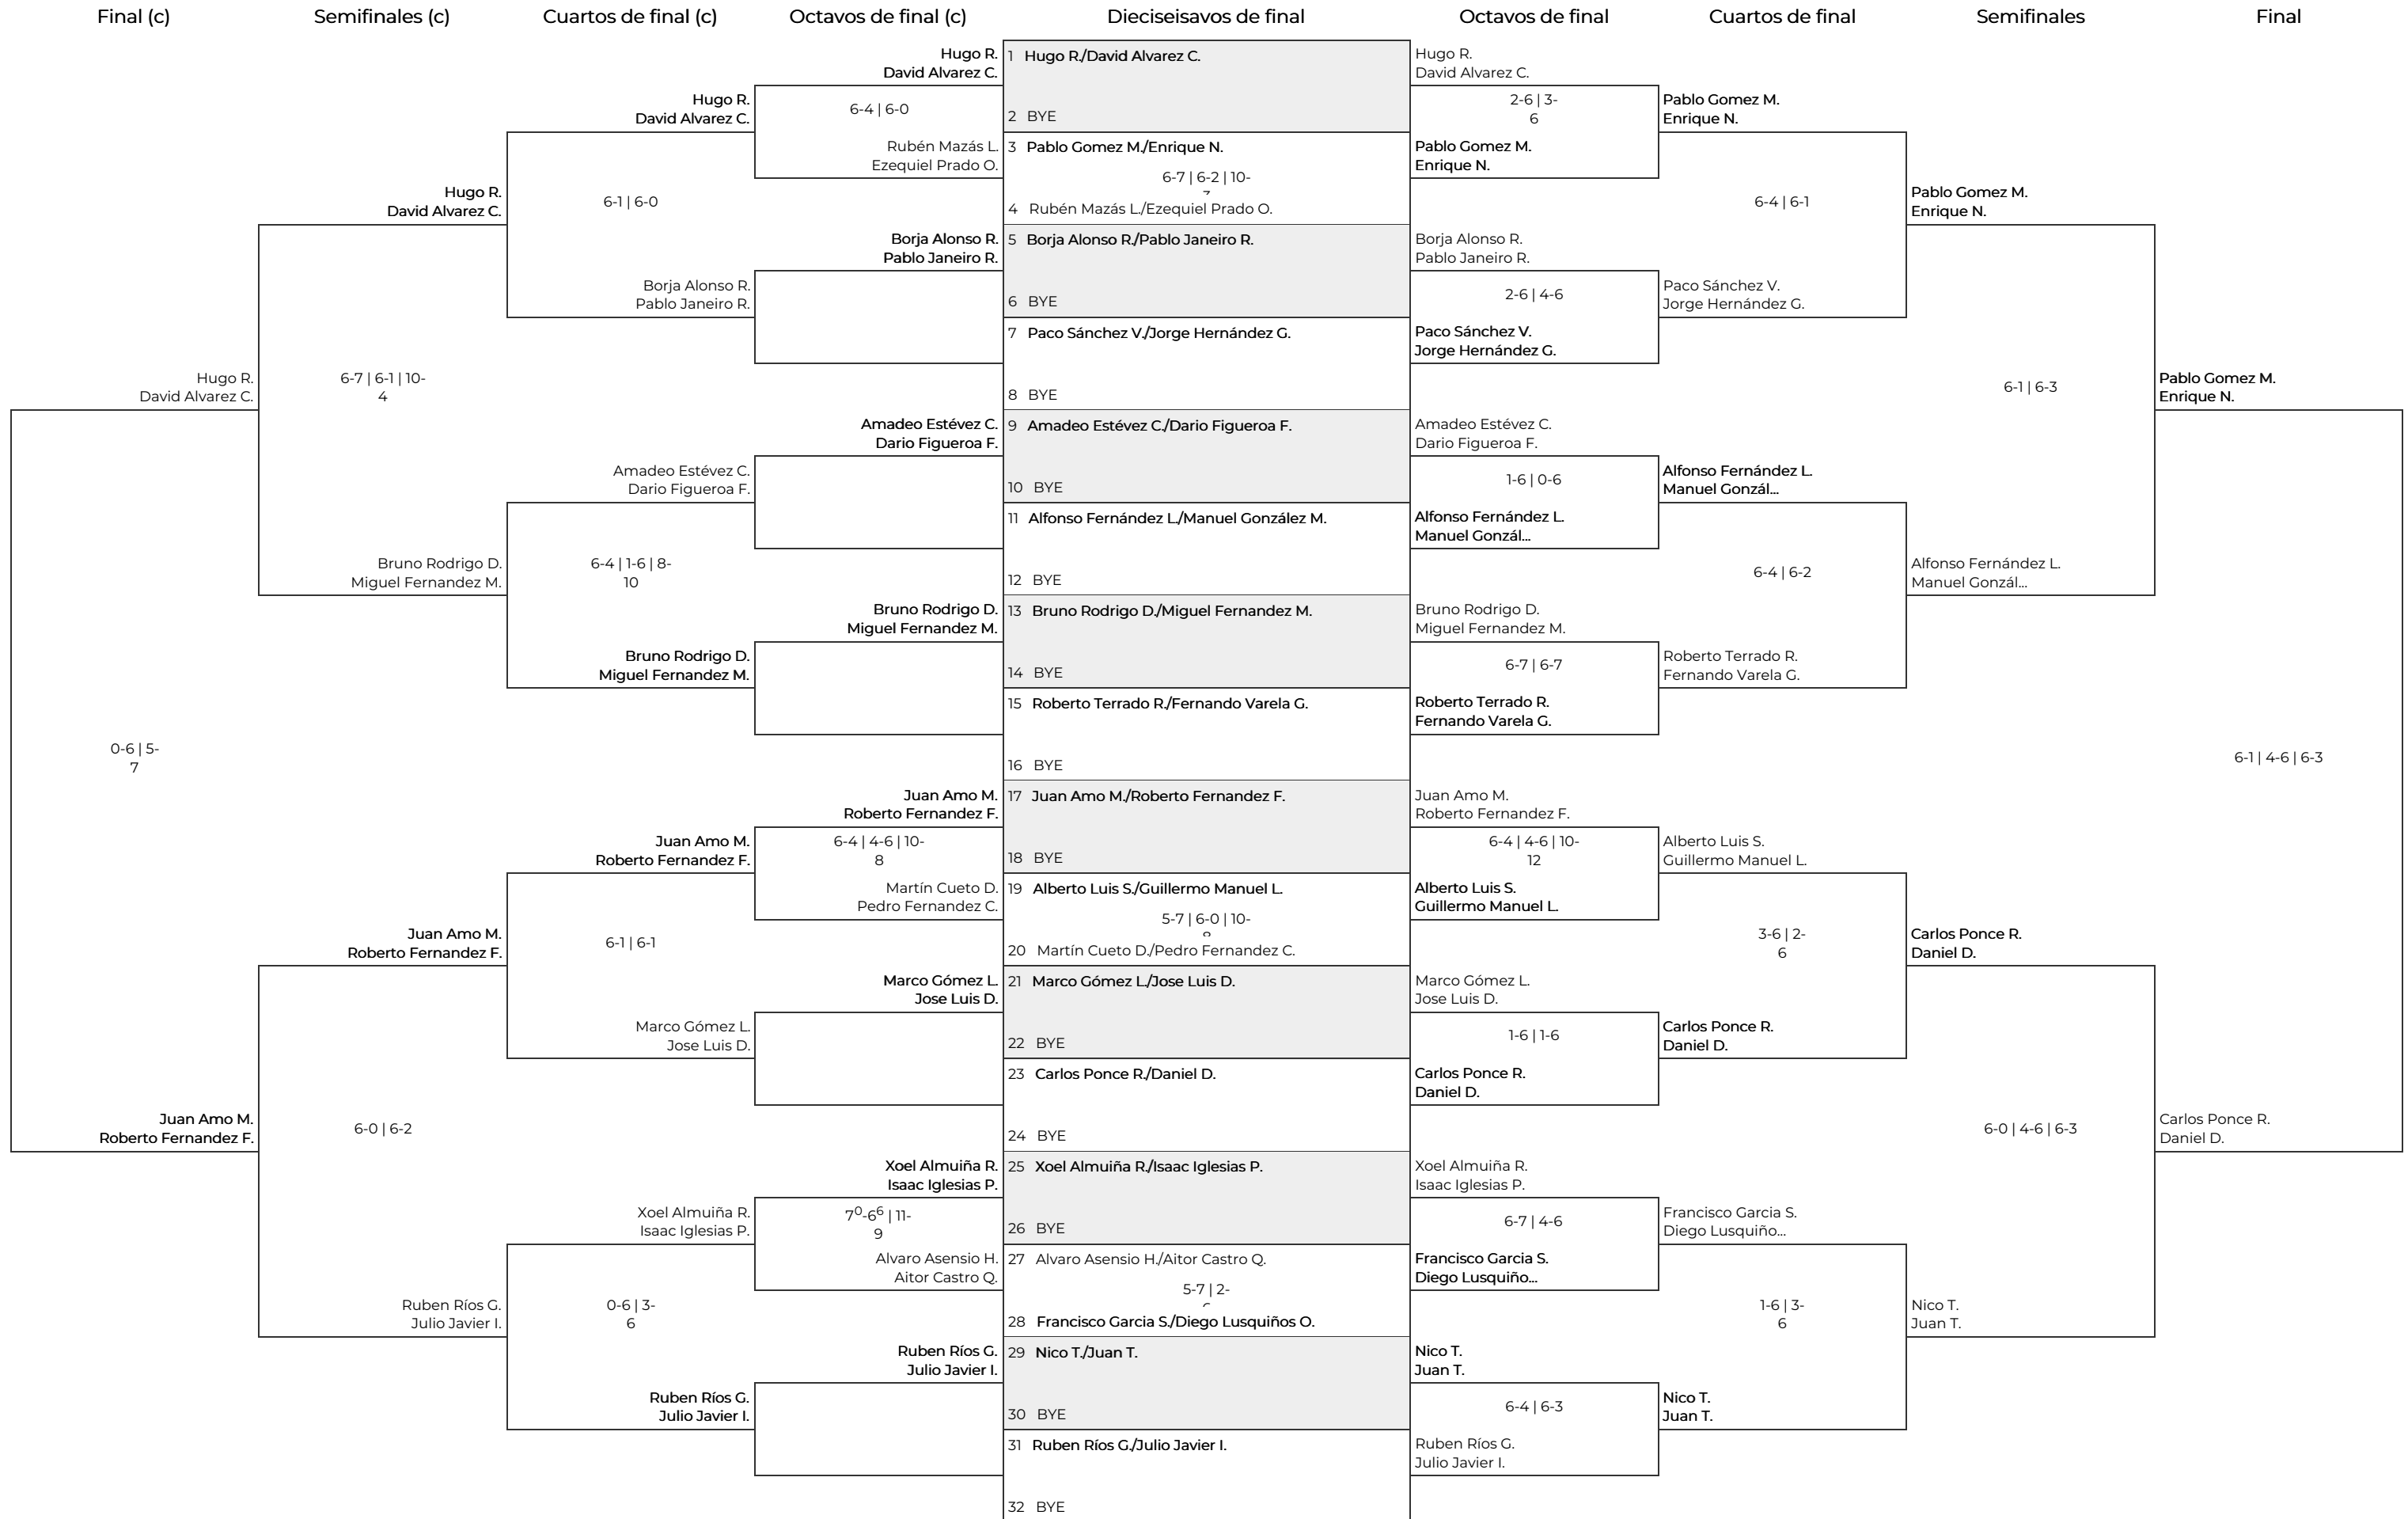 Final (c)
Semifinales (c)
Cuartos de final (c)
Octavos de final (c)
Dieciseisavos de final
Octavos de final
Cuartos de final
Semifinales
Final
Hugo R.
David Alvarez C.
6-7 | 6-1 | 10-
4
0-6 | 5-
7
Juan Amo M.
Roberto Fernandez F.
6-0 | 6-2
Hugo R.
David Alvarez C.
6-1 | 6-0
Bruno Rodrigo D.
Miguel Fernandez M.
6-4 | 1-6 | 8-
10
Juan Amo M.
Roberto Fernandez F.
6-1 | 6-1
Ruben Ríos G.
Julio Javier I.
0-6 | 3-
6
Hugo R.
David Alvarez C.
Borja Alonso R.
Pablo Janeiro R.
Amadeo Estévez C.
Dario Figueroa F.
Bruno Rodrigo D.
Miguel Fernandez M.
Juan Amo M.
Roberto Fernandez F.
Marco Gómez L.
Jose Luis D.
Xoel Almuiña R.
Isaac Iglesias P.
Ruben Ríos G.
Julio Javier I.
Hugo R.
David Alvarez C.
6-4 | 6-0
Rubén Mazás L.
Ezequiel Prado O.
Borja Alonso R.
Pablo Janeiro R.
Amadeo Estévez C.
Dario Figueroa F.
Bruno Rodrigo D.
Miguel Fernandez M.
Juan Amo M.
Roberto Fernandez F.
6-4 | 4-6 | 10-
8
Martín Cueto D.
Pedro Fernandez C.
Marco Gómez L.
Jose Luis D.
Xoel Almuiña R.
Isaac Iglesias P.
7⁰-6⁶ | 11-
9
Alvaro Asensio H.
Aitor Castro Q.
Ruben Ríos G.
Julio Javier I.
1 Hugo R./David Alvarez C.
2 BYE
3 Pablo Gomez M./Enrique N.
6-7 | 6-2 | 10-
4 Rubén Mazás L./Ezequiel Prado O.
5 Borja Alonso R./Pablo Janeiro R.
6 BYE
7 Paco Sánchez V./Jorge Hernández G.
8 BYE
9 Amadeo Estévez C./Dario Figueroa F.
10 BYE
11 Alfonso Fernández L./Manuel González M.
12 BYE
13 Bruno Rodrigo D./Miguel Fernandez M.
14 BYE
15 Roberto Terrado R./Fernando Varela G.
16 BYE
17 Juan Amo M./Roberto Fernandez F.
18 BYE
19 Alberto Luis S./Guillermo Manuel L.
5-7 | 6-0 | 10-
20 Martín Cueto D./Pedro Fernandez C.
21 Marco Gómez L./Jose Luis D.
22 BYE
23 Carlos Ponce R./Daniel D.
24 BYE
25 Xoel Almuiña R./Isaac Iglesias P.
26 BYE
27 Alvaro Asensio H./Aitor Castro Q.
5-7 | 2-
28 Francisco Garcia S./Diego Lusquiños O.
29 Nico T./Juan T.
30 BYE
31 Ruben Ríos G./Julio Javier I.
32 BYE
Hugo R.
David Alvarez C.
2-6 | 3-
6
Pablo Gomez M.
Enrique N.
Borja Alonso R.
Pablo Janeiro R.
2-6 | 4-6
Paco Sánchez V.
Jorge Hernández G.
Amadeo Estévez C.
Dario Figueroa F.
1-6 | 0-6
Alfonso Fernández L.
Manuel Gonzál...
Bruno Rodrigo D.
Miguel Fernandez M.
6-7 | 6-7
Roberto Terrado R.
Fernando Varela G.
Juan Amo M.
Roberto Fernandez F.
6-4 | 4-6 | 10-
12
Alberto Luis S.
Guillermo Manuel L.
Marco Gómez L.
Jose Luis D.
1-6 | 1-6
Carlos Ponce R.
Daniel D.
Xoel Almuiña R.
Isaac Iglesias P.
6-7 | 4-6
Francisco Garcia S.
Diego Lusquiño...
Nico T.
Juan T.
6-4 | 6-3
Ruben Ríos G.
Julio Javier I.
Pablo Gomez M.
Enrique N.
6-4 | 6-1
Paco Sánchez V.
Jorge Hernández G.
Alfonso Fernández L.
Manuel Gonzál...
6-4 | 6-2
Roberto Terrado R.
Fernando Varela G.
Alberto Luis S.
Guillermo Manuel L.
3-6 | 2-
6
Carlos Ponce R.
Daniel D.
Francisco Garcia S.
Diego Lusquiño...
1-6 | 3-
6
Nico T.
Juan T.
Pablo Gomez M.
Enrique N.
6-1 | 6-3
Alfonso Fernández L.
Manuel Gonzál...
Carlos Ponce R.
Daniel D.
6-0 | 4-6 | 6-3
Nico T.
Juan T.
Pablo Gomez M.
Enrique N.
6-1 | 4-6 | 6-3
Carlos Ponce R.
Daniel D.